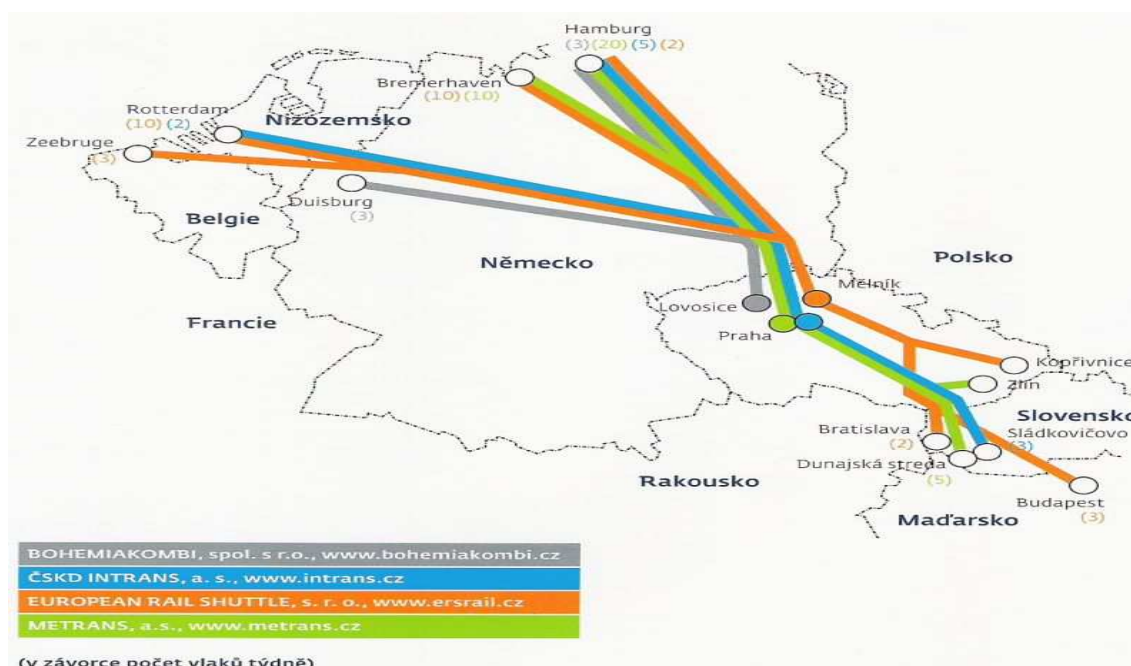 Hamburg
(3)(20)(5)(2)
Bremerhaven
(10)(10)
Rotterdam
(10)(2)
Nizozemsko
Zeebruge
(3)
Duisburg
(3)
Belgie
Německo
Polsko
Mělník
Lovosice
Francie
Praha
Kopřivnice
Zlín
Slovensko
Bratislava
(2)
Sládkovičovo
(3)
Dunajská streda
(5)
Rakousko
Budapest
(3)
Maďarsko
BOHEMIAKOMBI, spol. s r.o., www.bohemiakombi.cz
ČSKD INTRANS, a. s., www.intrans.cz
EUROPEAN RAIL SHUTTLE, s. r. o., www.ersrail.cz
METRANS, a.s., www.metrans.cz
(v závorce počet vlaků týdně)